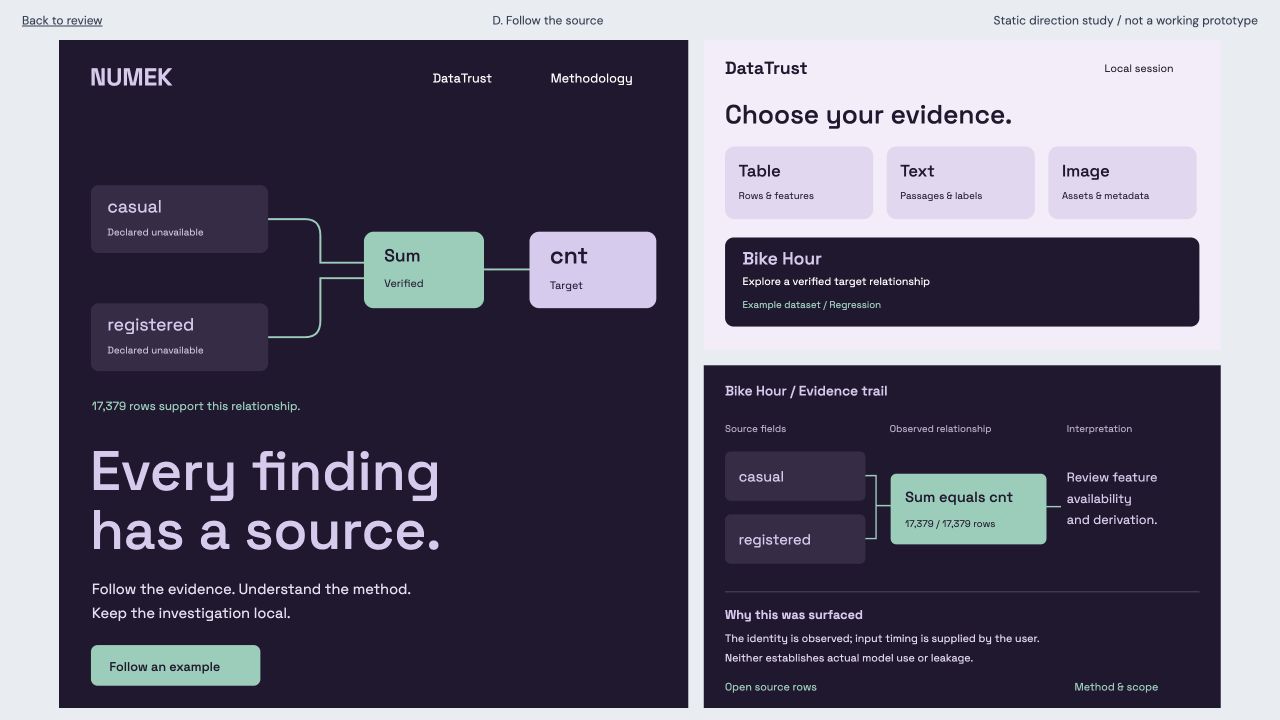 Back to review
D. Follow the source
Static direction study / not a working prototype
NUMEK
DataTrust
Methodology
casual
Declared unavailable
registered
Declared unavailable
Sum
Verified
cnt
Target
17,379 rows support this relationship.
Every finding
has a source.
Follow the evidence. Understand the method.
Keep the investigation local.
Follow an example
DataTrust
Local session
Choose your evidence.
Table
Rows & features
Text
Passages & labels
Image
Assets & metadata
Bike Hour
Explore a verified target relationship
Example dataset / Regression
Bike Hour / Evidence trail
Source fields
Observed relationship
Interpretation
casual
registered
Sum equals cnt
17,379 / 17,379 rows
Review feature
availability
and derivation.
Why this was surfaced
The identity is observed; input timing is supplied by the user.
Neither establishes actual model use or leakage.
Open source rows
Method & scope